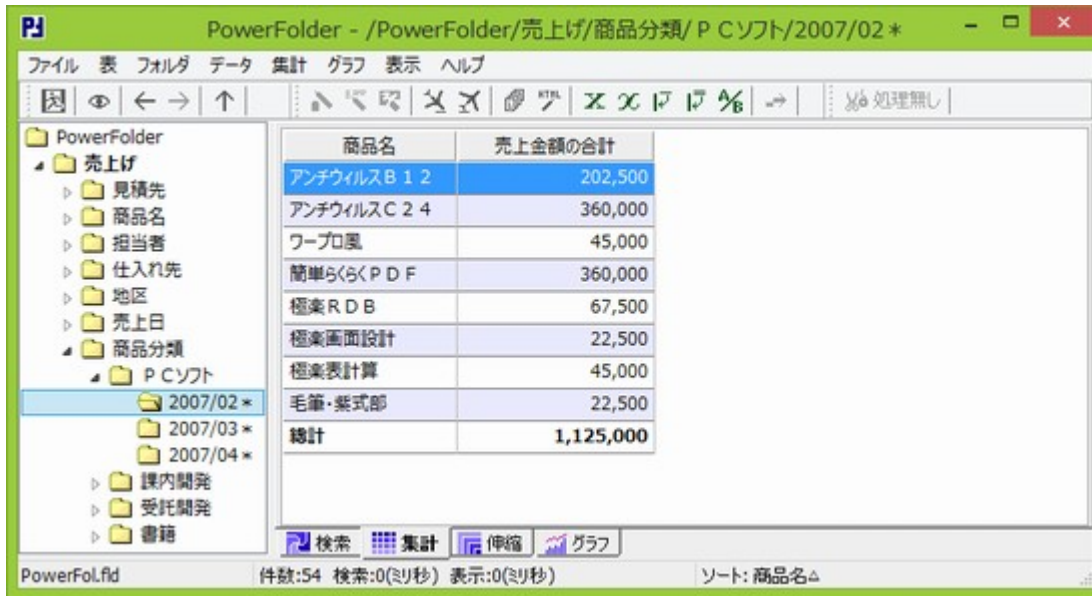 PowerFolder - /PowerFolder/売上げ/商品分類/ＰＣソフト/2007/02＊
ファイル 表 フォルダ データ 集計 グラフ 表示 ヘルプ
処理無し
PowerFolder
売上げ
見積先
商品名
担当者
仕入れ先
地区
売上日
商品分類
ＰＣソフト
2007/02＊
2007/03＊
2007/04＊
課内開発
受託開発
書籍
商品名 売上金額の合計
アンチウィルスＢ１２ 202,500
アンチウィルスＣ２４ 360,000
ワープロ風 45,000
簡単らくらくＰＤＦ 360,000
極楽ＲＤＢ 67,500
極楽画面設計 22,500
極楽表計算 45,000
毛筆・紫式部 22,500
総計 1,125,000
検索 集計 伸縮 グラフ
PowerFol.fld 件数:54 検索:0(ミリ秒) 表示:0(ミリ秒) ソート: 商品名△